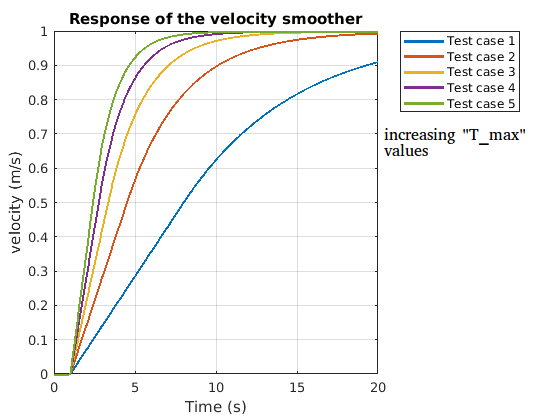 Response of the velocity smoother
1
0.9
0.8
0.7
0.6
0.5
0.4
0.3
0.2
0.1
0
velocity (m/s)
0 5 10 15 20
Time (s)
Test case 1
Test case 2
Test case 3
Test case 4
Test case 5
increasing "T_max"
values